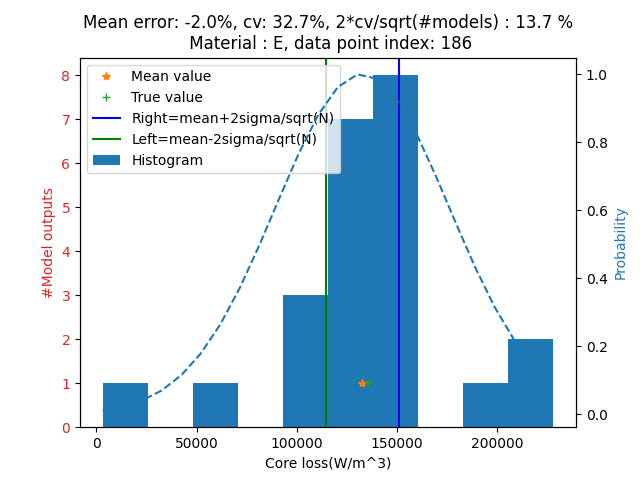 Mean error: -2.0%, cv: 32.7%, 2*cv/sqrt(#models) : 13.7 %
Material : E, data point index: 186
Mean value
True value
Right=mean+2sigma/sqrt(N)
Left=mean-2sigma/sqrt(N)
Histogram
8
7
6
5
4
3
2
1
0
#Model outputs
1.0
0.8
0.6
0.4
0.2
0.0
Probability
0 50000 100000 150000 200000
Core loss(W/m^3)